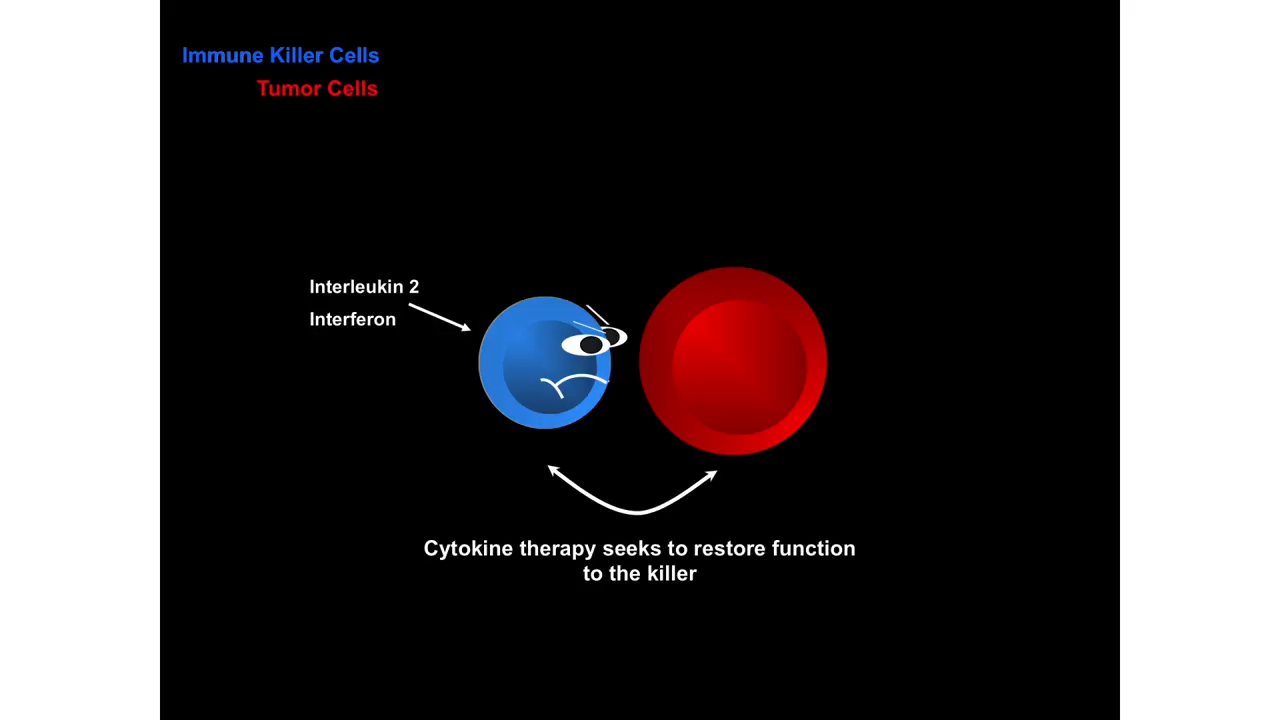 Immune Killer Cells
Tumor Cells
Interleukin 2
Interferon
Cytokine therapy seeks to restore function
to the killer